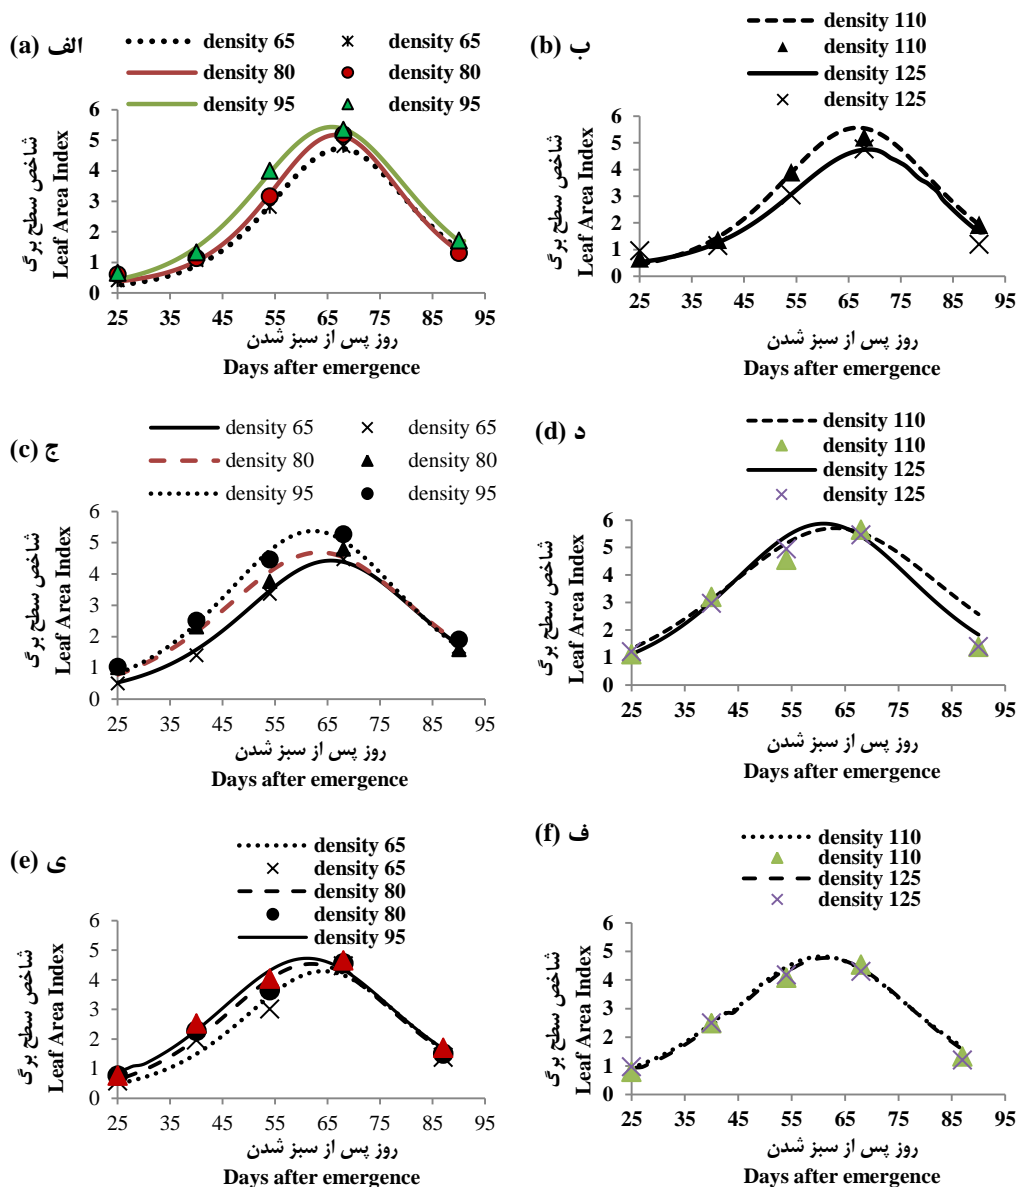 (a) الف
density 65 density 65
density 80 density 80
density 95 density 95
شاخص سطح برگ
Leaf Area Index
6
5
4
3
2
1
0
25 35 45 55 65 75 85 95
روز پس از سبز شدن
Days after emergence
(b) ب
density 110
density 110
density 125
density 125
شاخص سطح برگ
Leaf Area Index
6
5
4
3
2
1
0
25 35 45 55 65 75 85 95
روز پس از سبز شدن
Days after emergence
(c) ج
density 65 density 65
density 80 density 80
density 95 density 95
شاخص سطح برگ
Leaf Area Index
6
5
4
3
2
1
0
25 35 45 55 65 75 85 95
روز پس از سبز شدن
Days after emergence
(d) د
density 110
density 110
density 125
density 125
شاخص سطح برگ
Leaf Area Index
6
5
4
3
2
1
0
25 35 45 55 65 75 85 95
روز پس از سبز شدن
Days after emergence
(e) ی
density 65
density 65
density 80
density 80
density 95
شاخص سطح برگ
Leaf Area Index
6
5
4
3
2
1
0
25 35 45 55 65 75 85 95
روز پس از سبز شدن
Days after emergence
(f) ف
density 110
density 110
density 125
density 125
شاخص سطح برگ
Leaf Area Index
6
5
4
3
2
1
0
25 35 45 55 65 75 85 95
روز پس از سبز شدن
Days after emergence